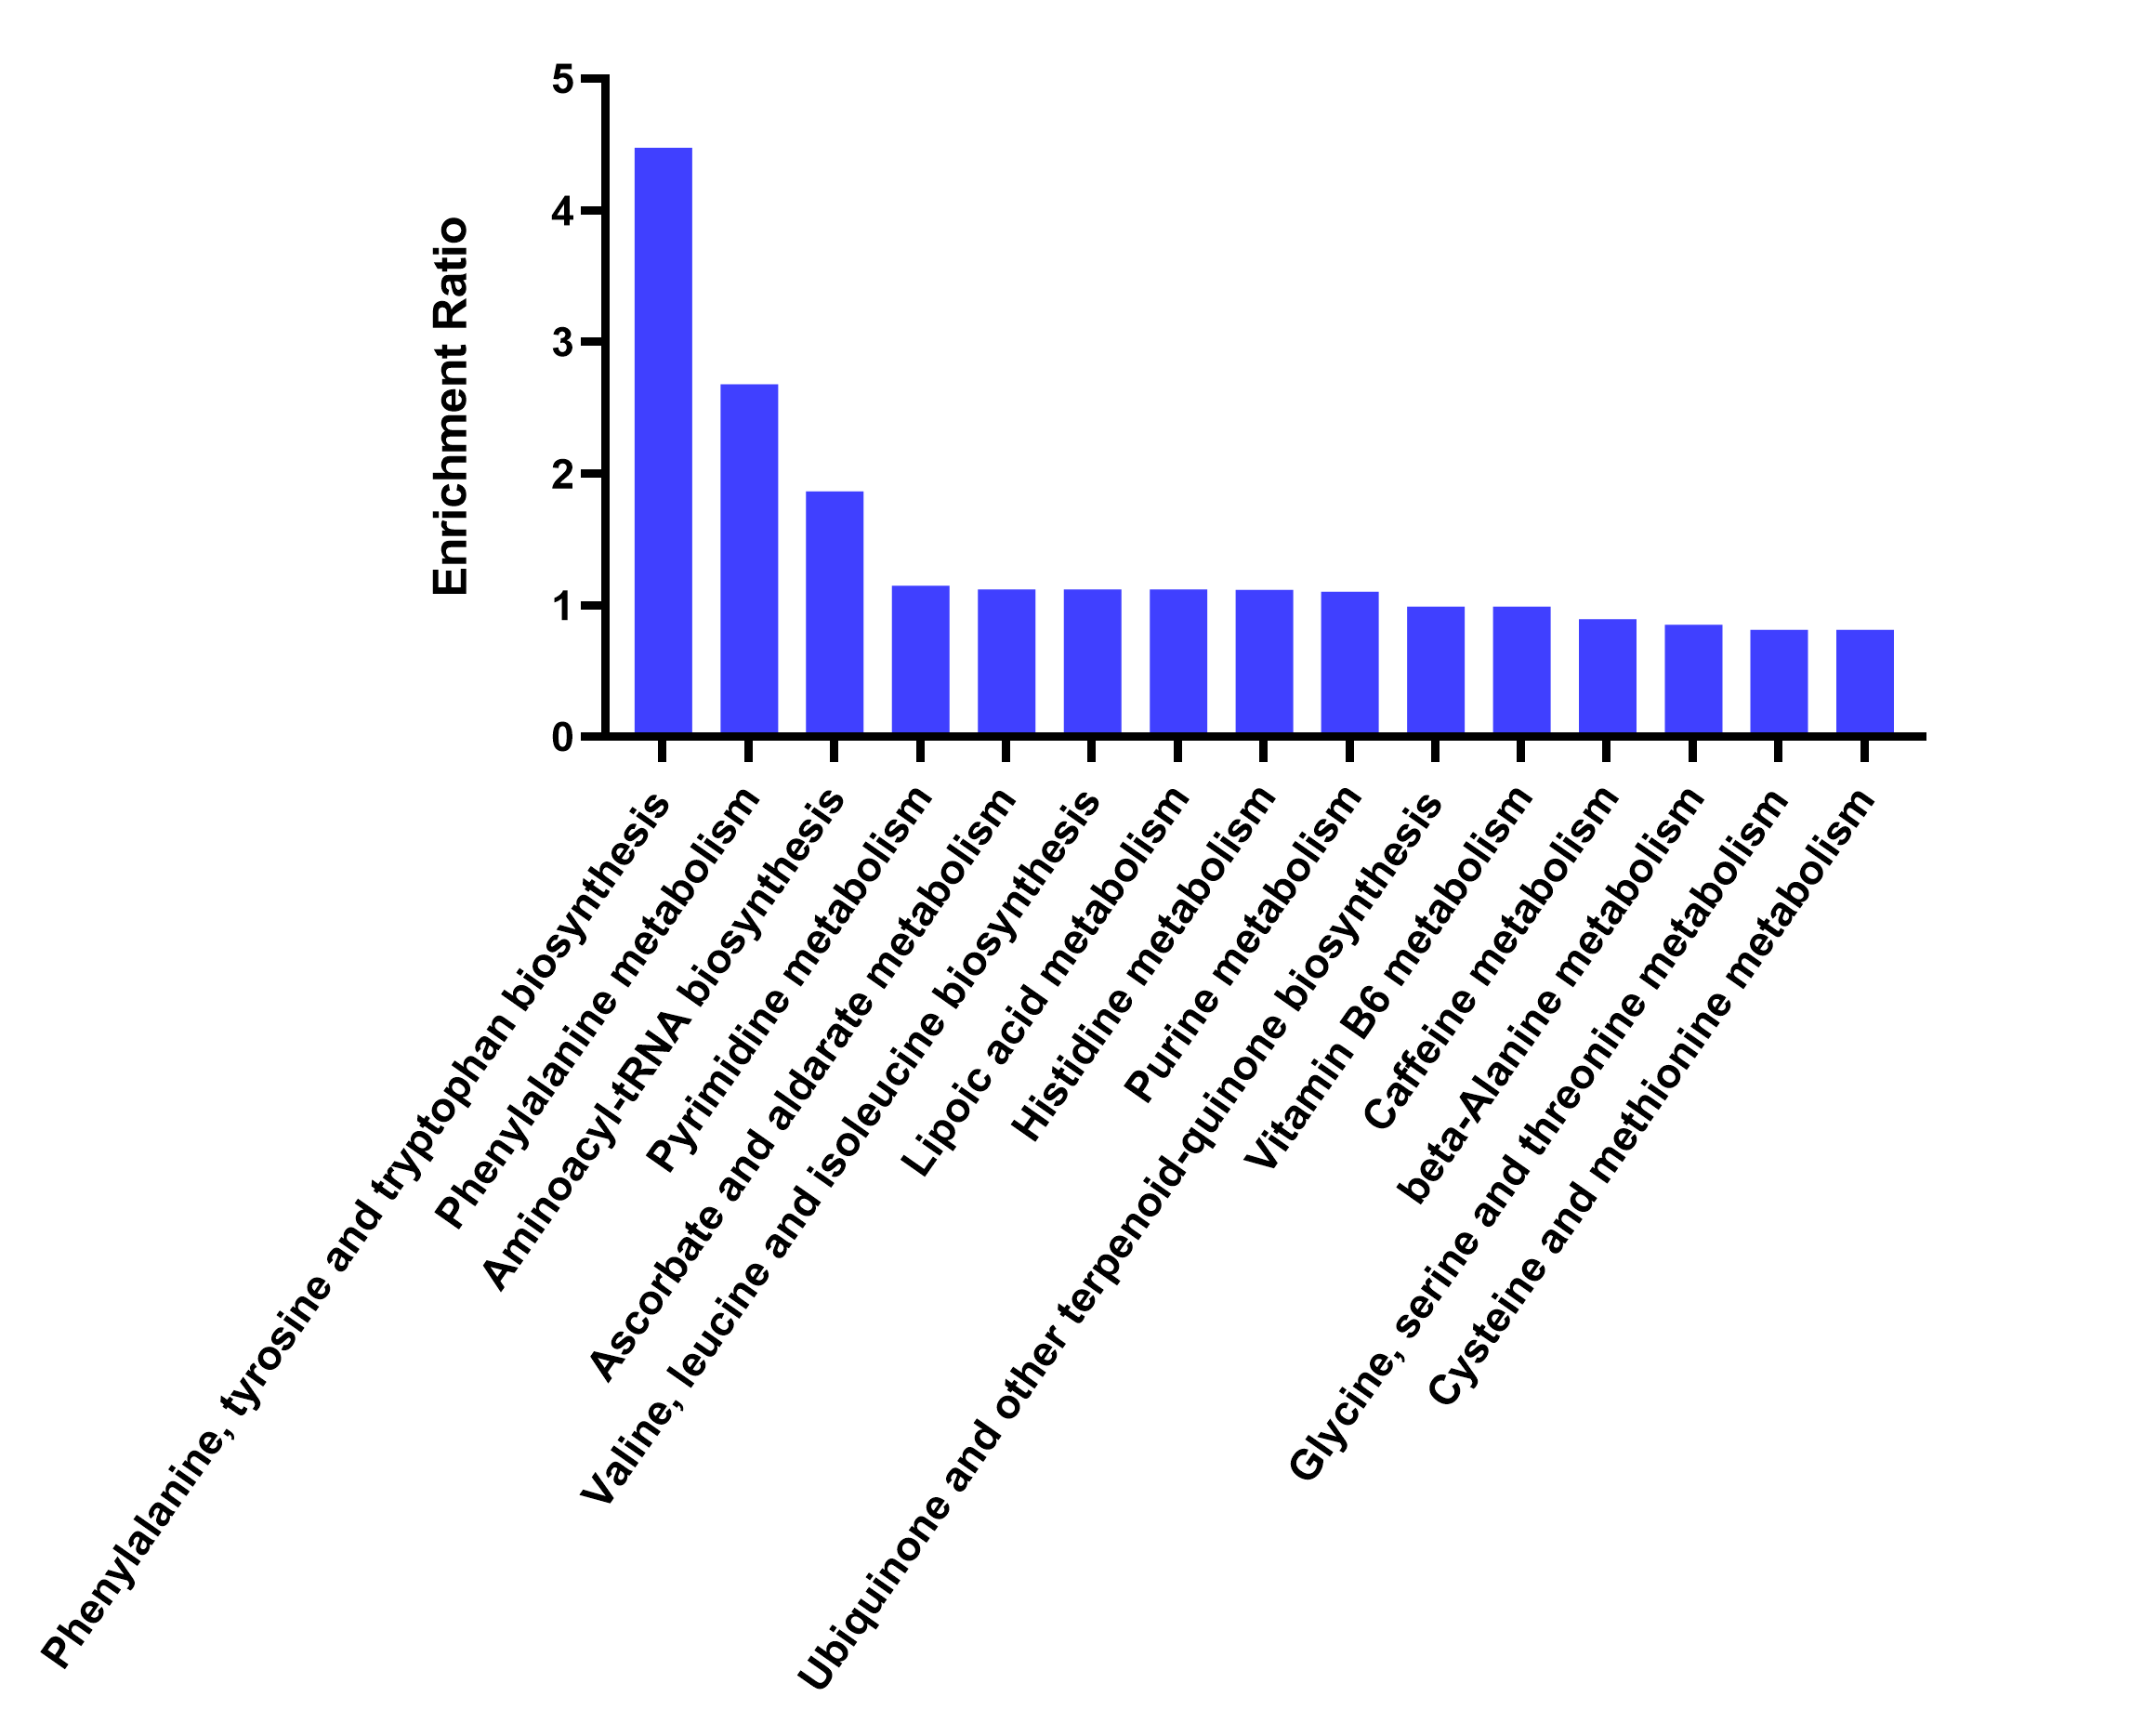 Enrichment Ratio
5
4
3
2
1
0
Phenylalanine, tyrosine and tryptophan biosynthesis
Phenylalanine metabolism
Aminoacyl-tRNA biosynthesis
Pyrimidine metabolism
Ascorbate and aldarate metabolism
Valine, leucine and isoleucine biosynthesis
Lipoic acid metabolism
Histidine metabolism
Purine metabolism
Ubiquinone and other terpenoid-quinone biosynthesis
Vitamin B6 metabolism
Caffeine metabolism
beta-Alanine metabolism
Glycine, serine and threonine metabolism
Cysteine and methionine metabolism